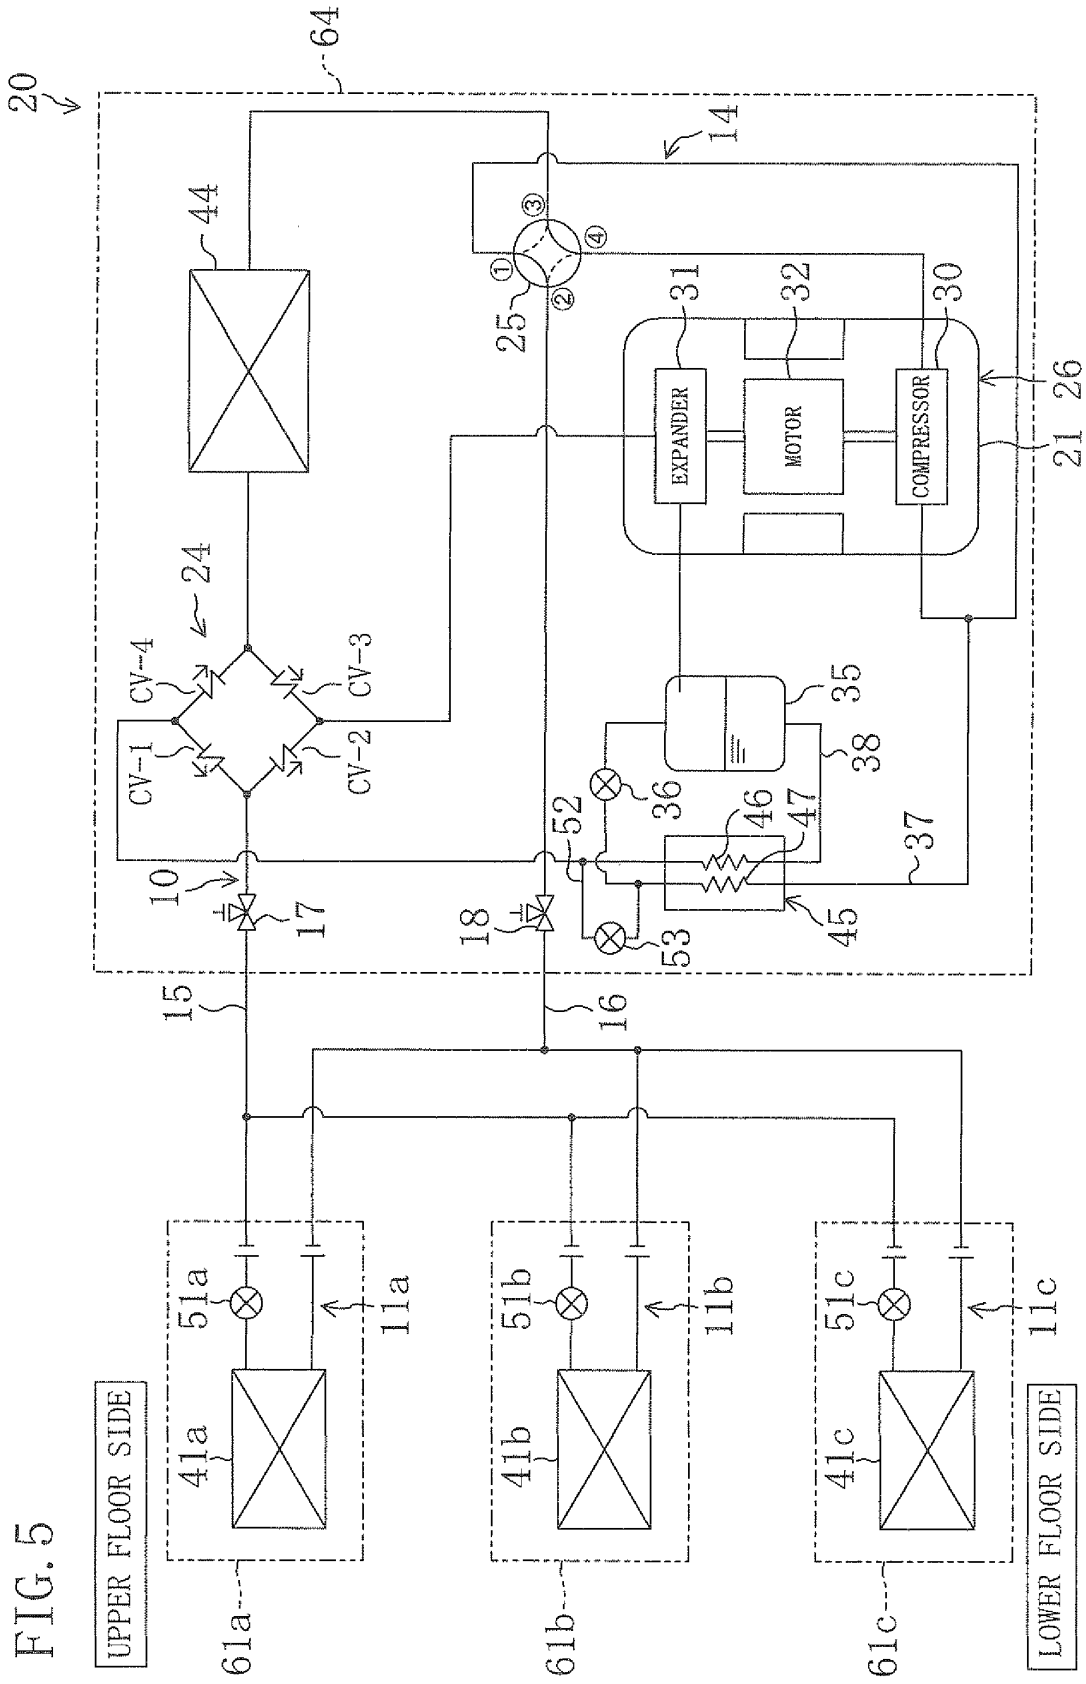 FIG.5
UPPER FLOOR SIDE
LOWER FLOOR SIDE
20
64
44
14
24
CV-4
CV-3
CV-1
CV-2
①
②
③
④
25
31
32
30
EXPANDER
MOTOR
COMPRESSOR
26
21
35
38
36
52
46
47
37
53
45
10
17
18
15
16
51a
11a
41a
61a
51b
11b
41b
61b
51c
11c
41c
61c